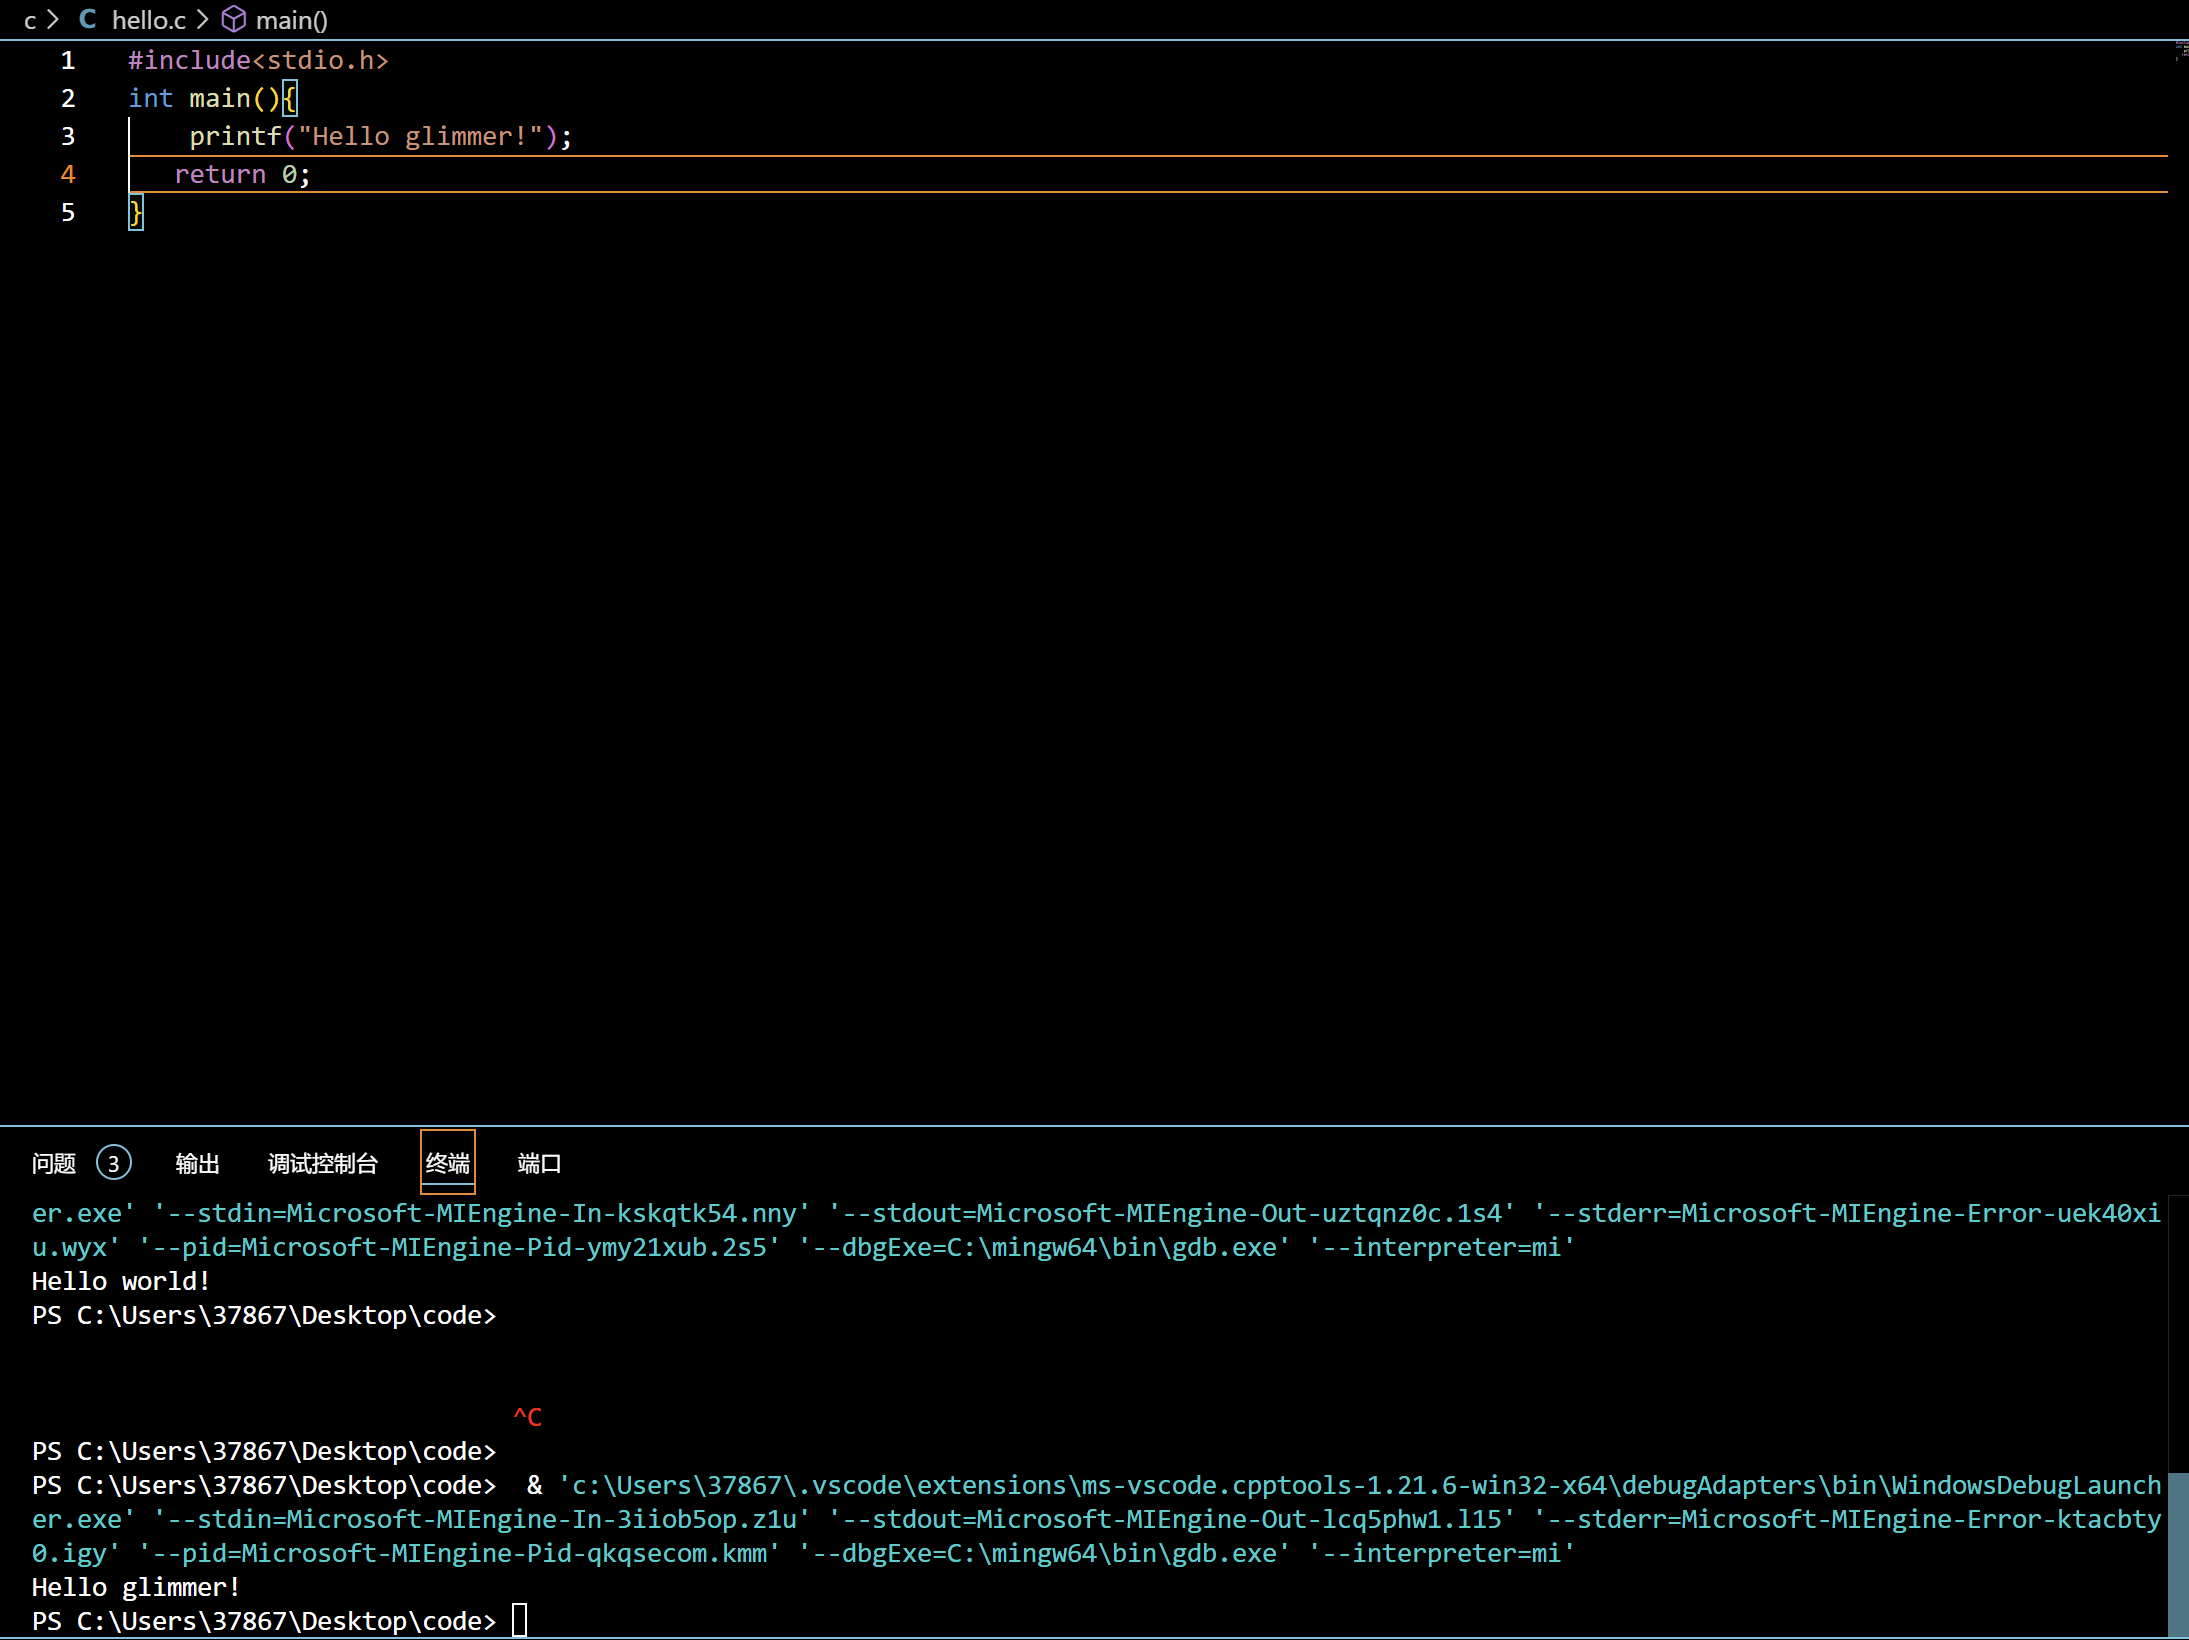 c > C hello.c > main()
1 #include<stdio.h>
2 int main(){
3     printf("Hello glimmer!");
4    return 0;
5 }
问题 3 输出 调试控制台 终端 端口
er.exe' '--stdin=Microsoft-MIEngine-In-kskqtk54.nny' '--stdout=Microsoft-MIEngine-Out-uztqnz0c.1s4' '--stderr=Microsoft-MIEngine-Error-uek40xi
u.wyx' '--pid=Microsoft-MIEngine-Pid-ymy21xub.2s5' '--dbgExe=C:\mingw64\bin\gdb.exe' '--interpreter=mi'
Hello world!
PS C:\Users\37867\Desktop\code>
^C
PS C:\Users\37867\Desktop\code>
PS C:\Users\37867\Desktop\code>  & 'c:\Users\37867\.vscode\extensions\ms-vscode.cpptools-1.21.6-win32-x64\debugAdapters\bin\WindowsDebugLaunch
er.exe' '--stdin=Microsoft-MIEngine-In-3iiob5op.z1u' '--stdout=Microsoft-MIEngine-Out-lcq5phw1.l15' '--stderr=Microsoft-MIEngine-Error-ktacbty
0.igy' '--pid=Microsoft-MIEngine-Pid-qkqsecom.kmm' '--dbgExe=C:\mingw64\bin\gdb.exe' '--interpreter=mi'
Hello glimmer!
PS C:\Users\37867\Desktop\code>